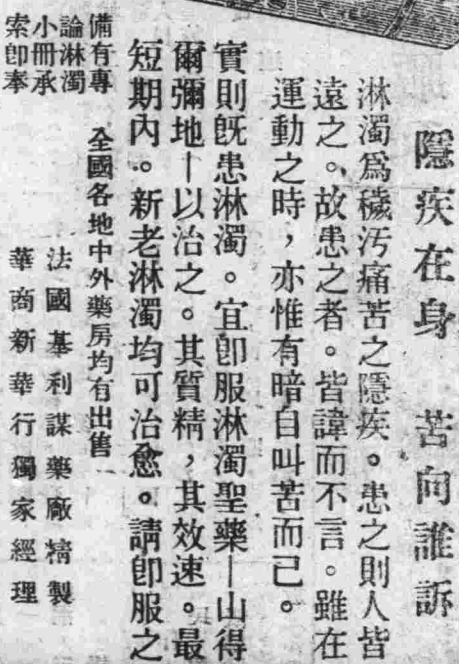 隱疾在身　苦向誰訴
淋濁爲穢汚痛苦之隱疾。患之則人皆
遠之。故患之者。皆諱而不言。雖在
運動之時，亦惟有暗自叫苦而已。
實則旣患淋濁。宜卽服淋濁聖藥—山得
爾彌地—以治之。其質精，其效速。最
短期內。新老淋濁均可治愈。請卽服之
備有專
論淋濁
小冊承
索卽奉
全國各地中外藥房均有出售
法國基利謀藥廠精製
華商新華行獨家經理